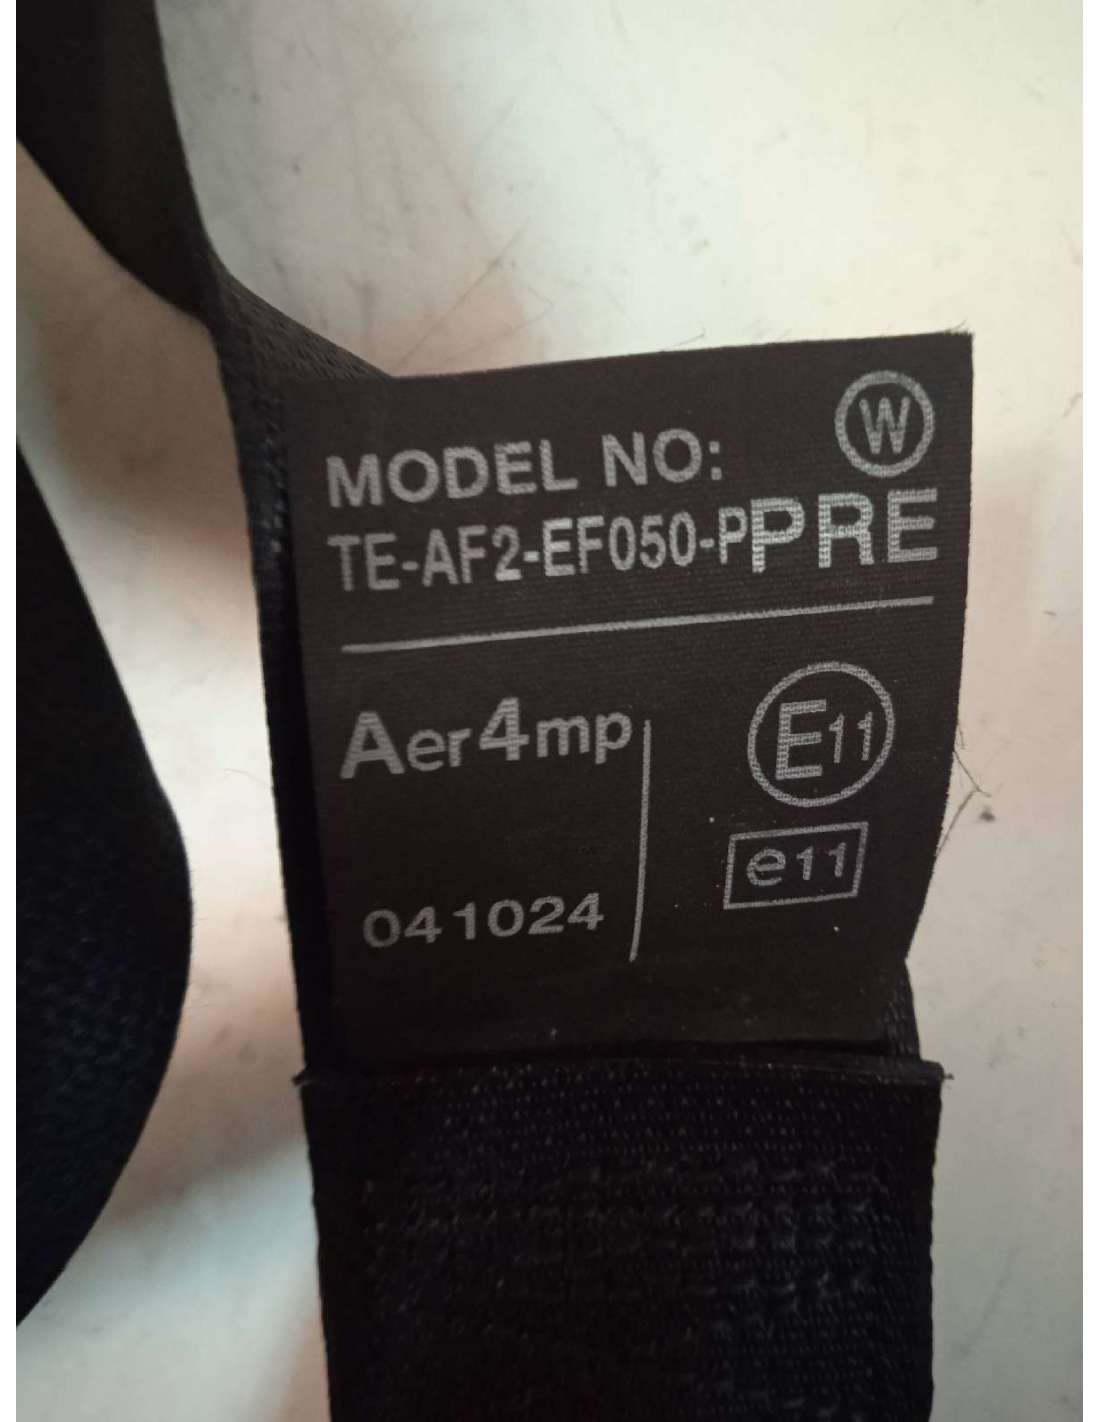 W
MODEL NO:
TE-AF2-EF050-PPRE
Aer4mp
E11
e11
041024